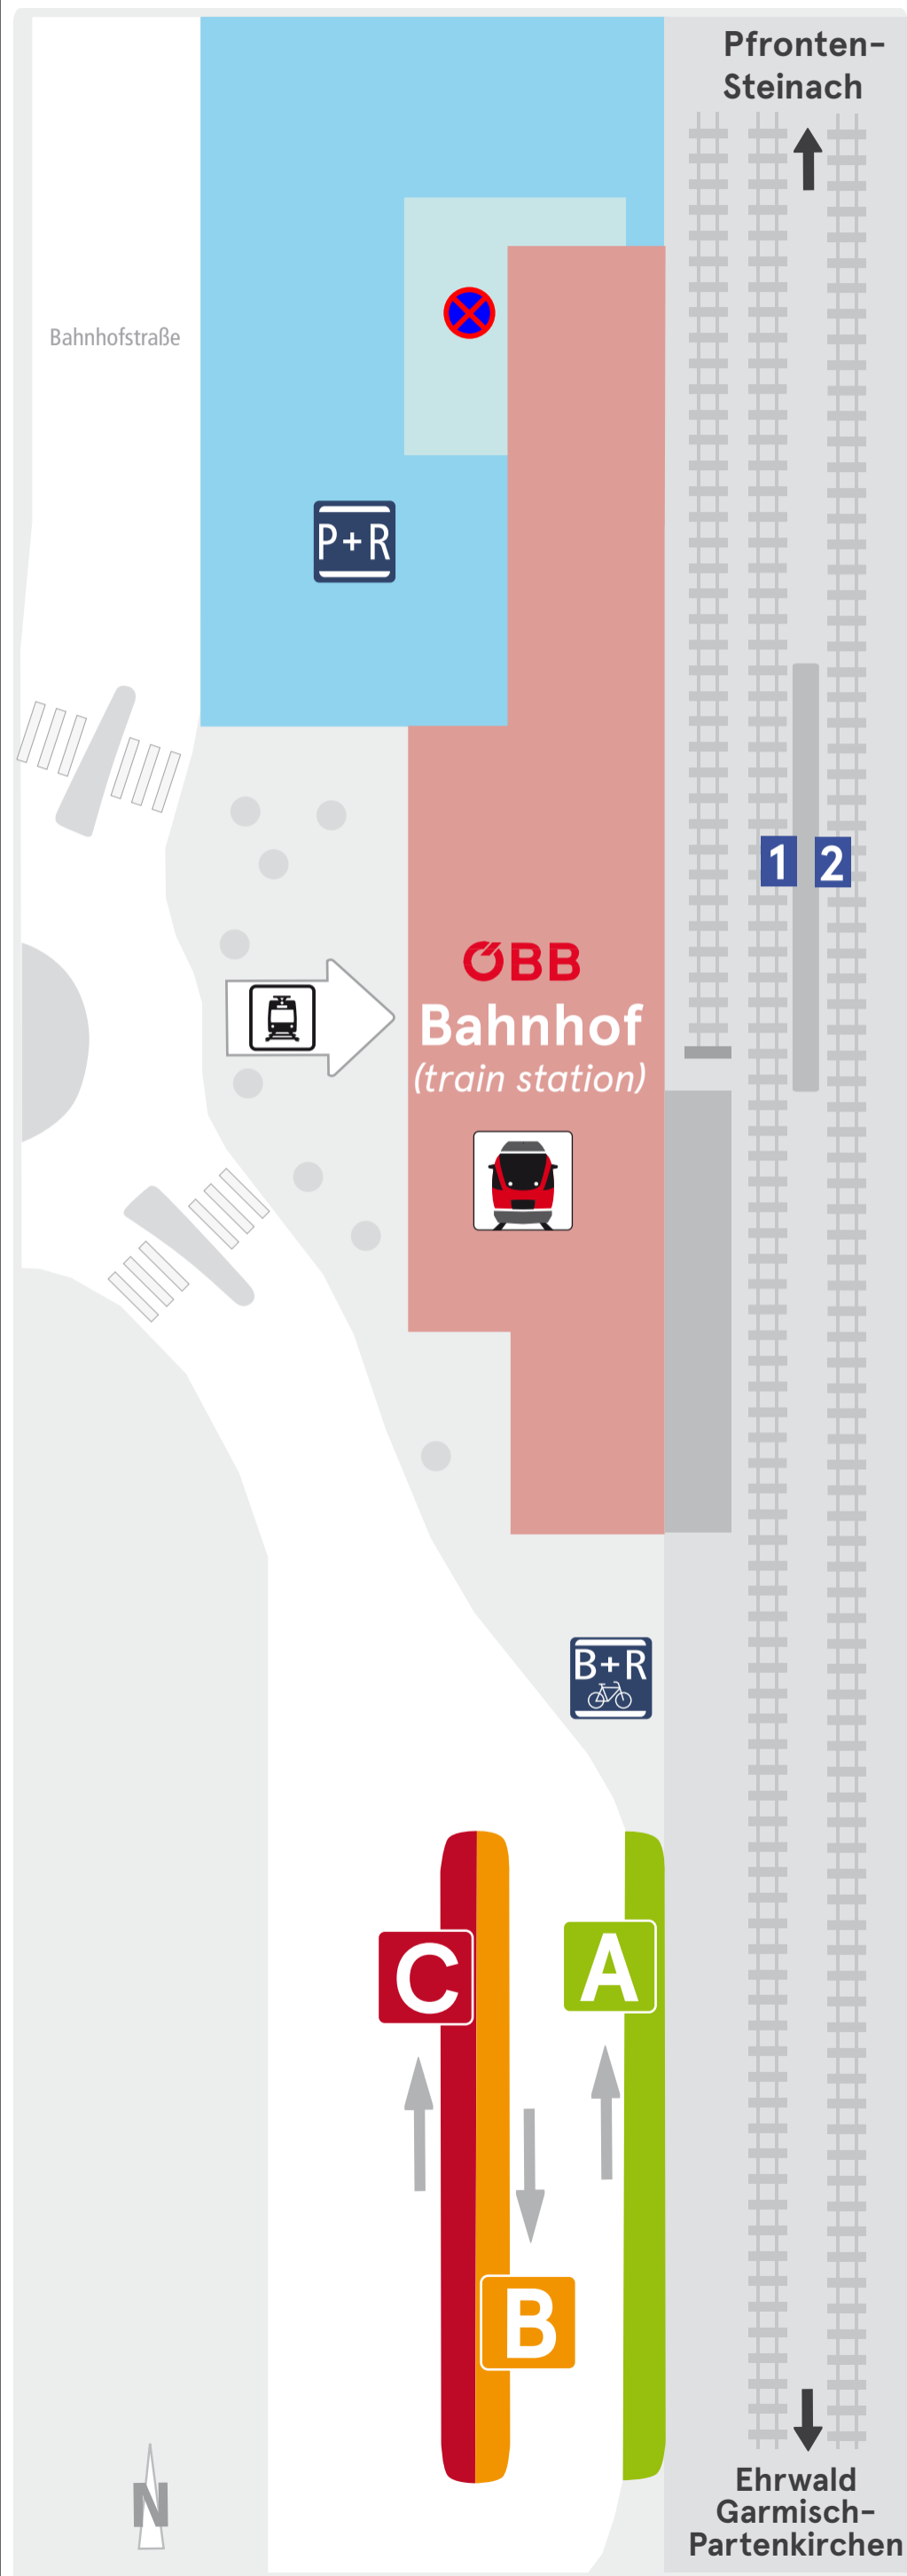 Pfronten-
Steinach
Bahnhofstraße
P+R
1 2
ÖBB
Bahnhof
(train station)
B+R
C
A
B
N
Ehrwald
Garmisch-
Partenkirchen